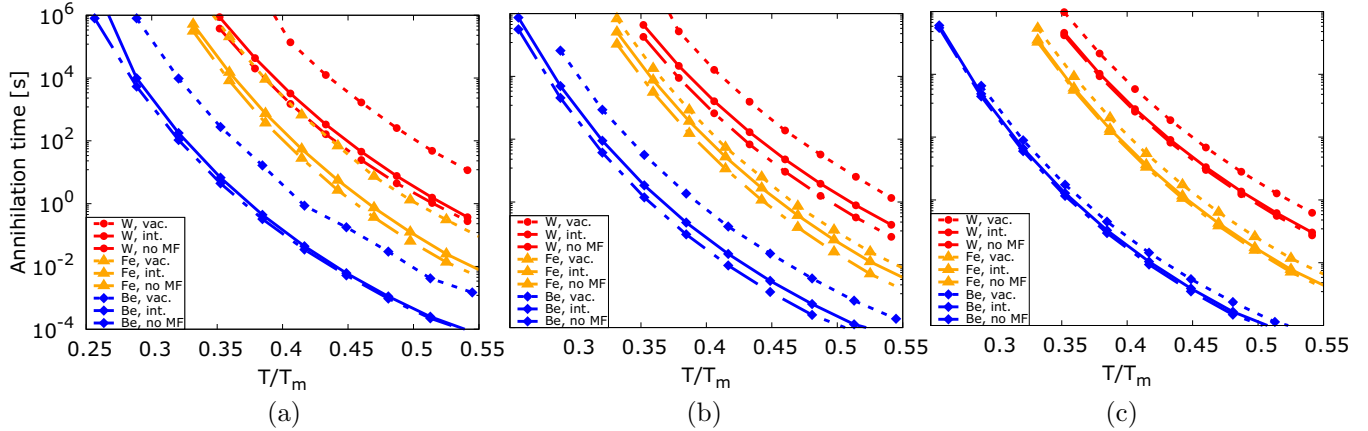 Annihilation time [s]
10^6
10^4
10^2
10^0
10^-2
10^-4
W, vac.
W, int.
W, no MF
Fe, vac.
Fe, int.
Fe, no MF
Be, vac.
Be, int.
Be, no MF
0.25 0.3 0.35 0.4 0.45 0.5 0.55
T/T_m
(a)
W, vac.
W, int.
W, no MF
Fe, vac.
Fe, int.
Fe, no MF
Be, vac.
Be, int.
Be, no MF
0.3 0.35 0.4 0.45 0.5 0.55
T/T_m
(b)
W, vac.
W, int.
W, no MF
Fe, vac.
Fe, int.
Fe, no MF
Be, vac.
Be, int.
Be, no MF
0.3 0.35 0.4 0.45 0.5 0.55
T/T_m
(c)